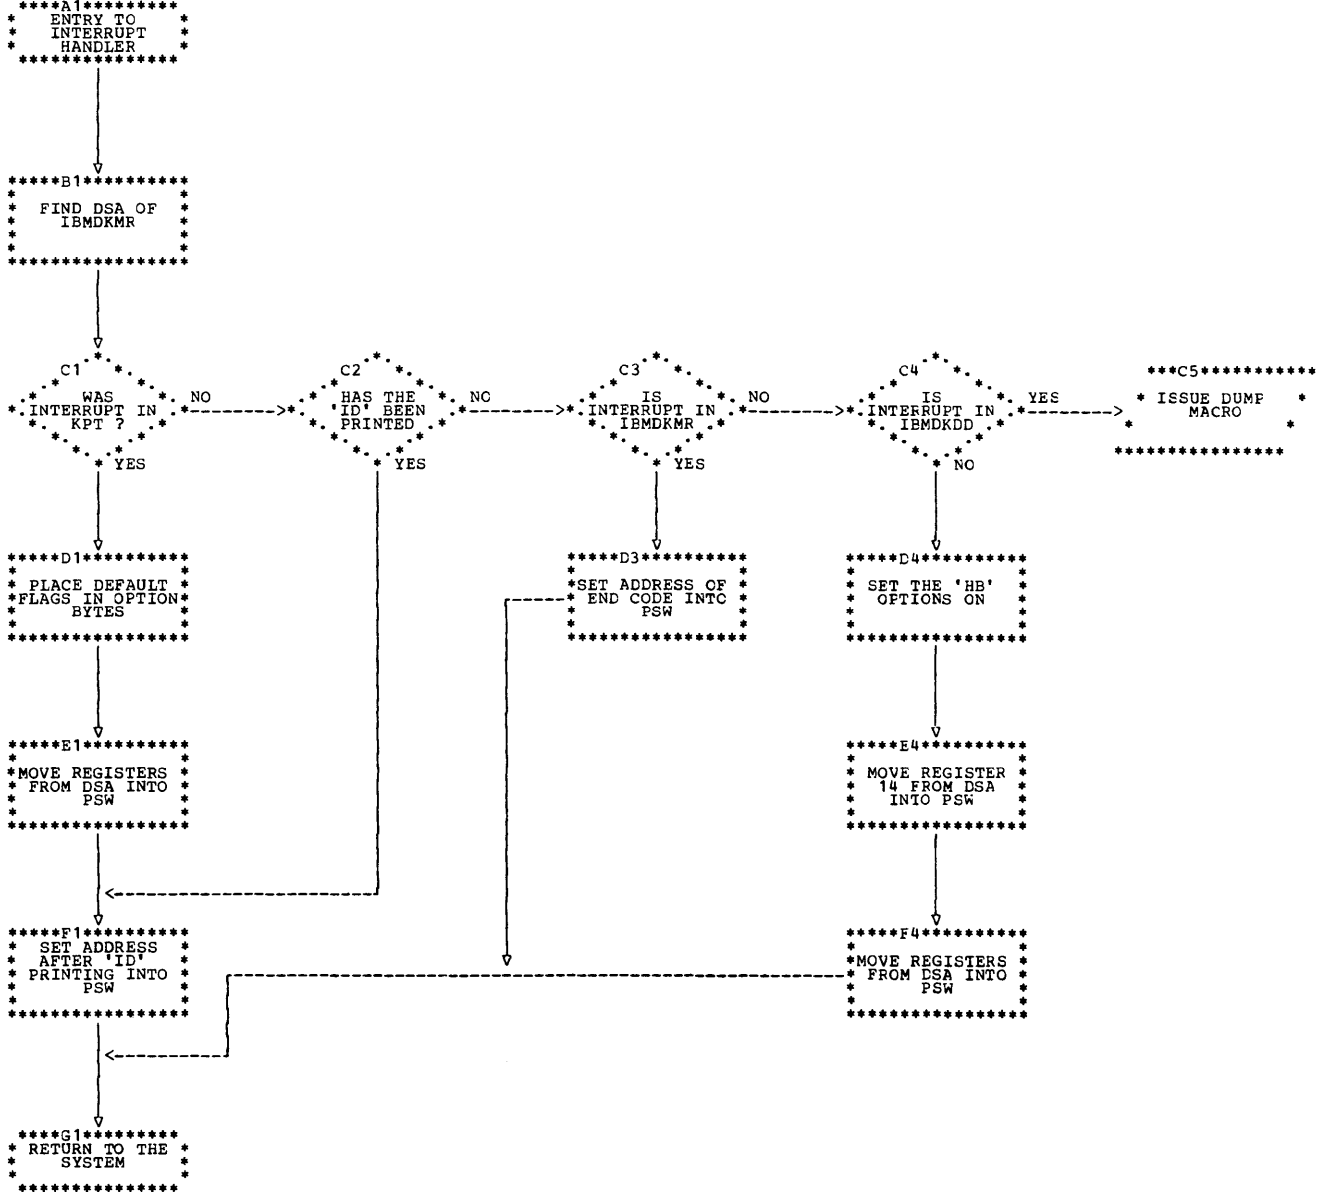 ****A1*********
ENTRY TO
INTERRUPT
HANDLER
*****B1**********
FIND DSA OF
IBMDKMR
C1
WAS
INTERRUPT IN
KPT ?
NO
YES
C2
HAS THE
'ID' BEEN
PRINTED
NO
YES
C3
IS
INTERRUPT IN
IBMDKMR
NO
YES
C4
IS
INTERRUPT IN
IBMDKDD
YES
NO
***C5***********
ISSUE DUMP
MACRO
*****D1**********
PLACE DEFAULT
FLAGS IN OPTION
BYTES
*****D3**********
SET ADDRESS OF
END CODE INTO
PSW
*****D4**********
SET THE 'HB'
OPTIONS ON
*****E1**********
MOVE REGISTERS
FROM DSA INTO
PSW
*****E4**********
MOVE REGISTER
14 FROM DSA
INTO PSW
*****F1**********
SET ADDRESS
AFTER 'ID'
PRINTING INTO
PSW
*****F4**********
MOVE REGISTERS
FROM DSA INTO
PSW
****G1*********
RETURN TO THE
SYSTEM